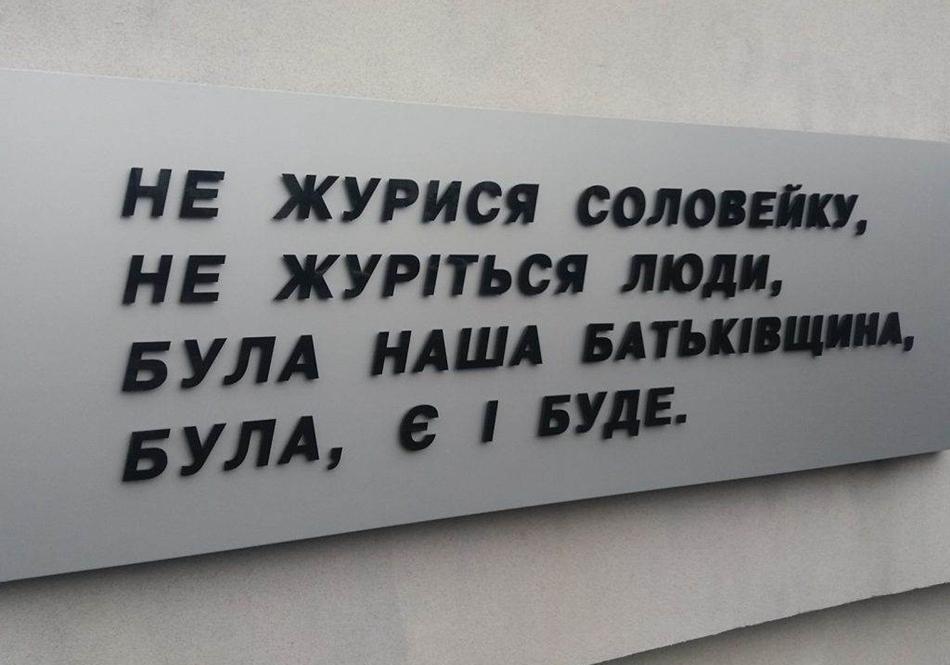 НЕ ЖУРИСЯ СОЛОВЕЙКУ,
НЕ ЖУРІТЬСЯ ЛЮДИ,
БУЛА НАША БАТЬКІВЩИНА,
БУЛА, Є І БУДЕ.